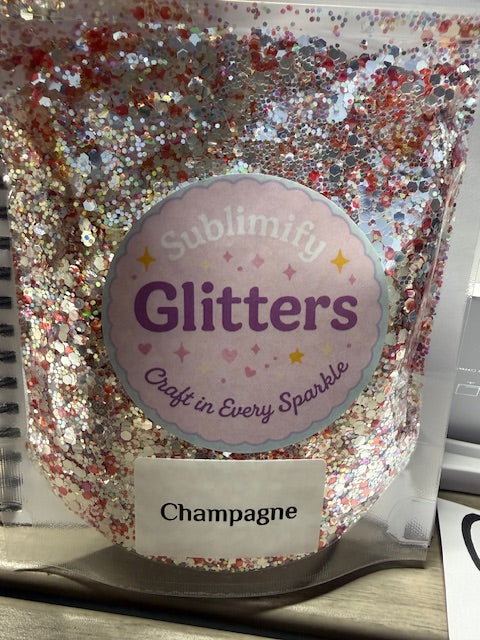 Sublimify
Glitters
Craft in Every Sparkle
Champagne